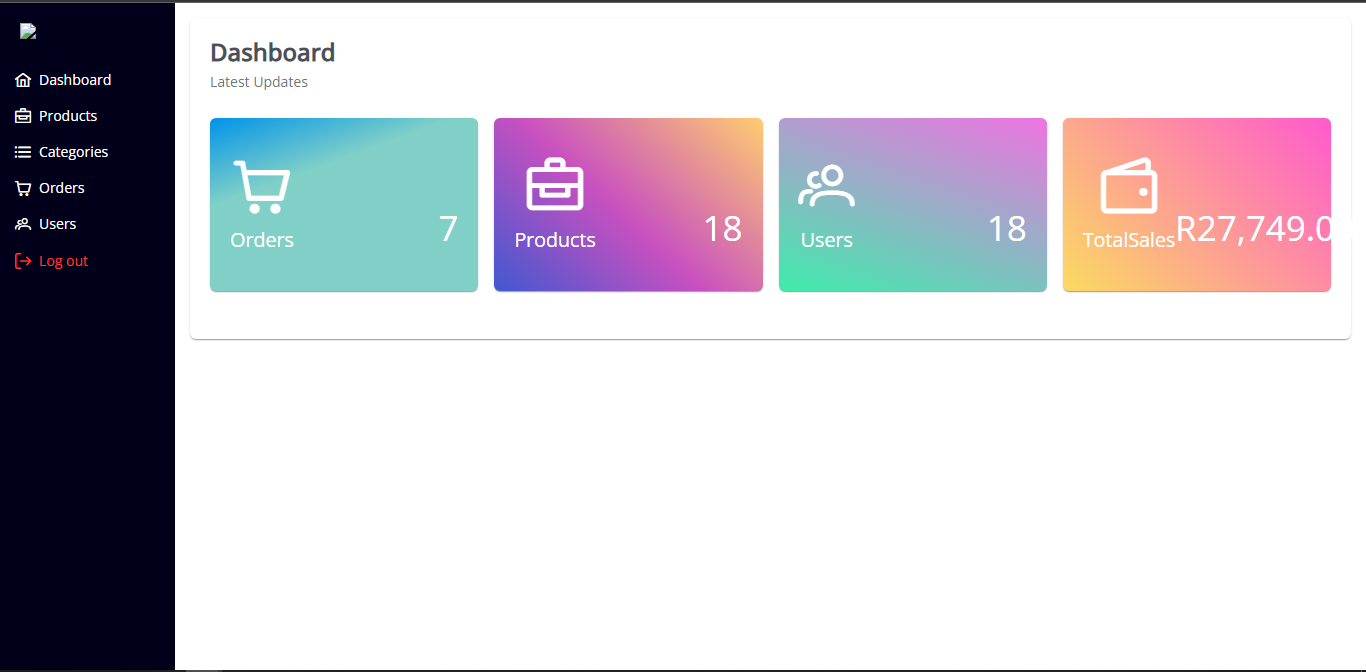 Dashboard
Products
Categories
Orders
Users
Log out
Dashboard
Latest Updates
Orders
7
Products
18
Users
18
TotalSales
R27,749.0